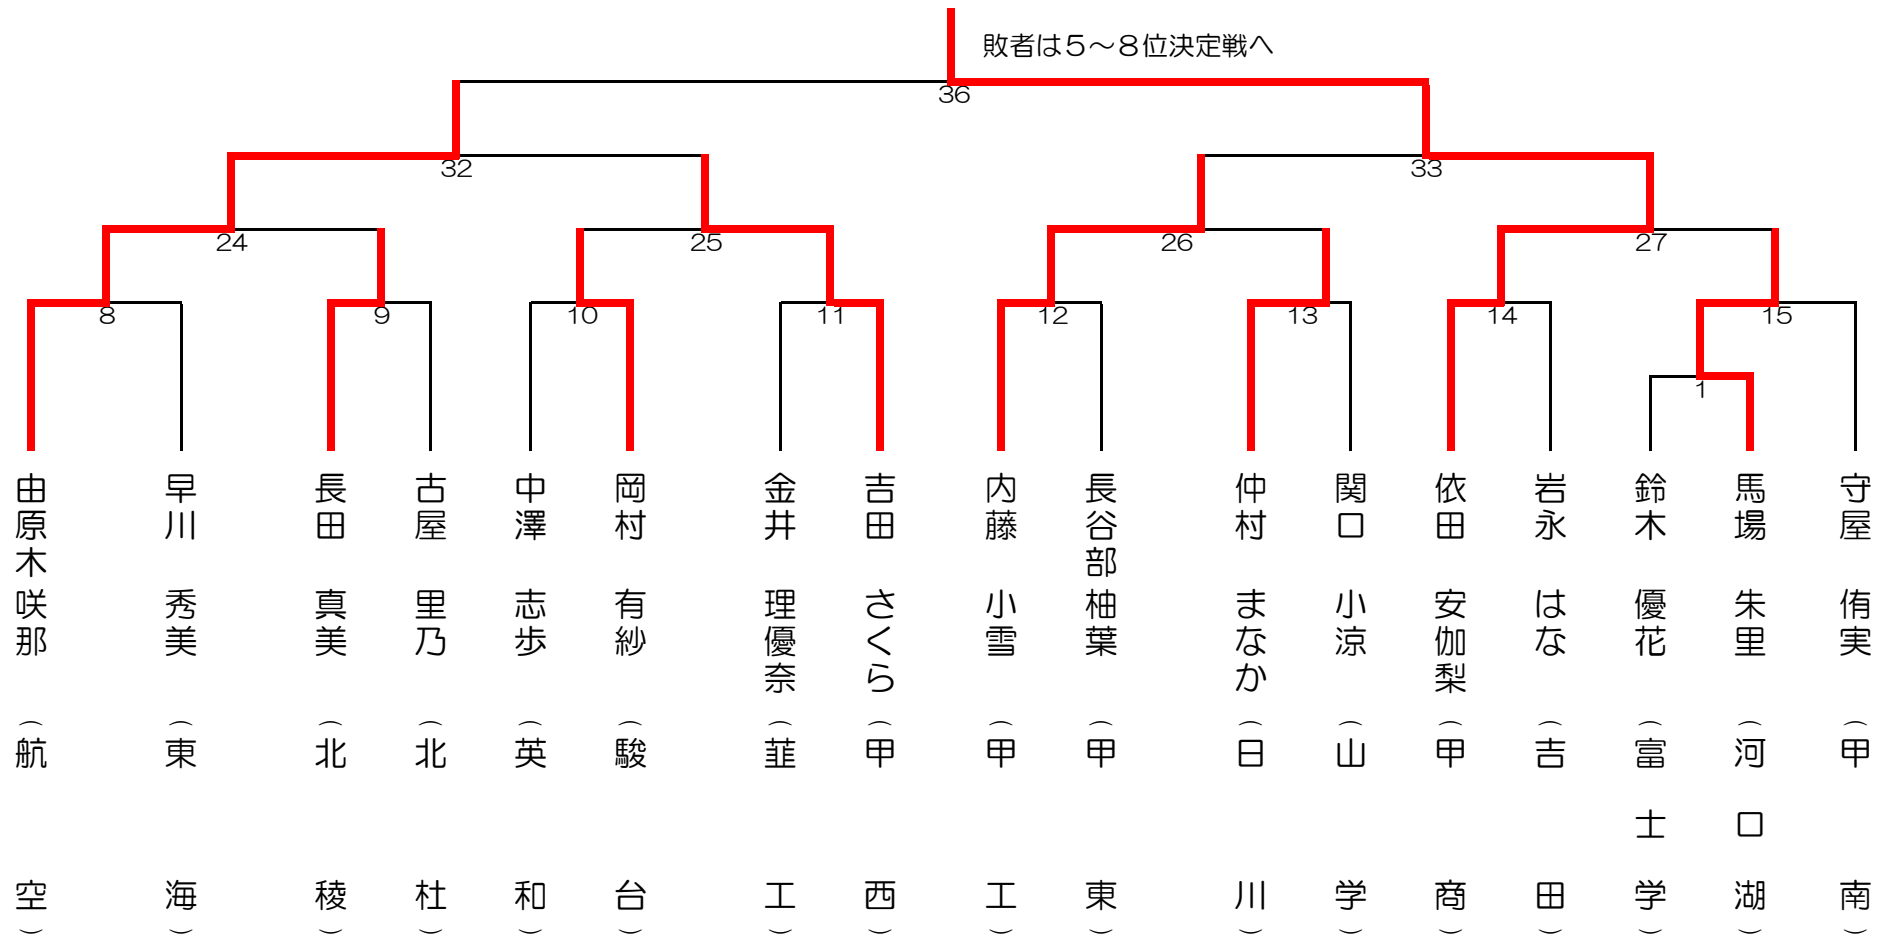 敗者は５～８位決定戦へ
36
32
33
24
25
26
27
8
9
10
11
12
13
14
15
1
由原木 咲那 （航空）
早川 秀美 （東海）
長田 真美 （北稜）
古屋 里乃 （北杜）
中澤 志歩 （英和）
岡村 有紗 （駿台）
金井 理優奈 （韮工）
吉田 さくら （甲西）
内藤 小雪 （甲工）
長谷部 柚葉 （甲東）
仲村 まなか （日川）
関口 小涼 （山学）
依田 安伽梨 （甲商）
岩永 はな （吉田）
鈴木 優花 （富士学）
馬場 朱里 （河口湖）
守屋 侑実 （甲南）